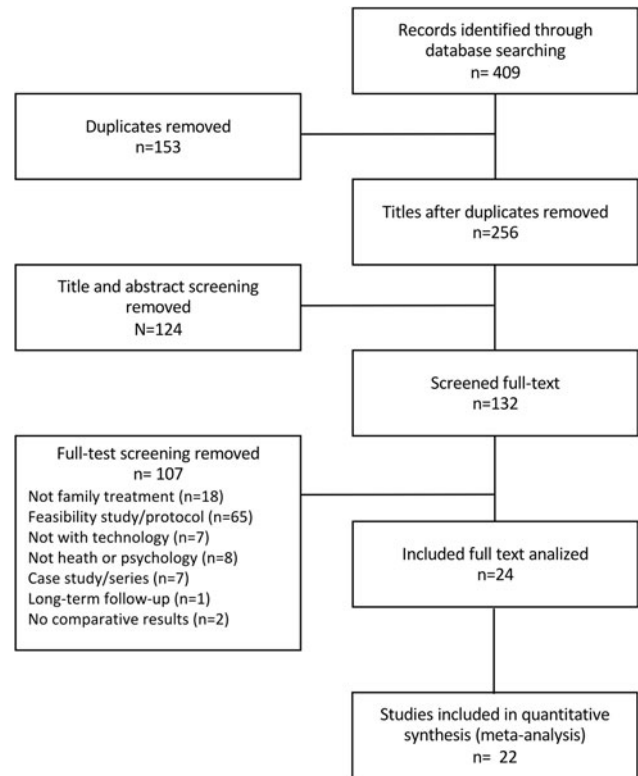 Records identified through
database searching
n= 409
Duplicates removed
n=153
Titles after duplicates removed
n=256
Title and abstract screening
removed
N=124
Screened full-text
n=132
Full-test screening removed
n= 107
Not family treatment (n=18)
Feasibility study/protocol (n=65)
Not with technology (n=7)
Not heath or psychology (n=8)
Case study/series (n=7)
Long-term follow-up (n=1)
No comparative results (n=2)
Included full text analized
n=24
Studies included in quantitative
synthesis (meta-analysis)
n= 22